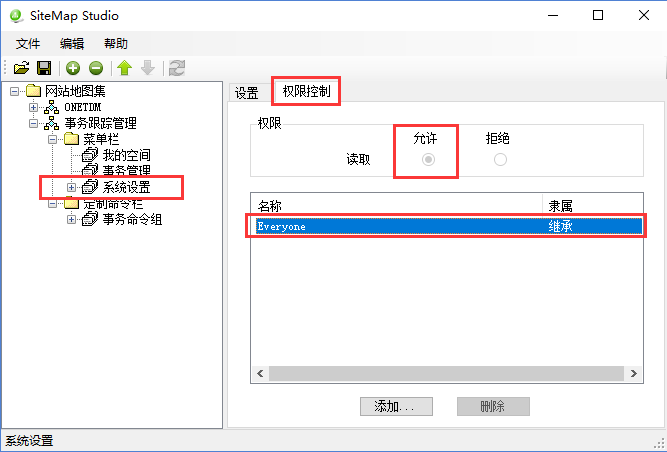 SiteMap Studio
文件 编辑 帮助
网站地图集
ONETDM
事务跟踪管理
菜单栏
我的空间
事务管理
系统设置
定制命令栏
事务命令组
设置 权限控制
权限
允许 拒绝
读取
名称 隶属
Everyone 继承
添加... 删除
系统设置